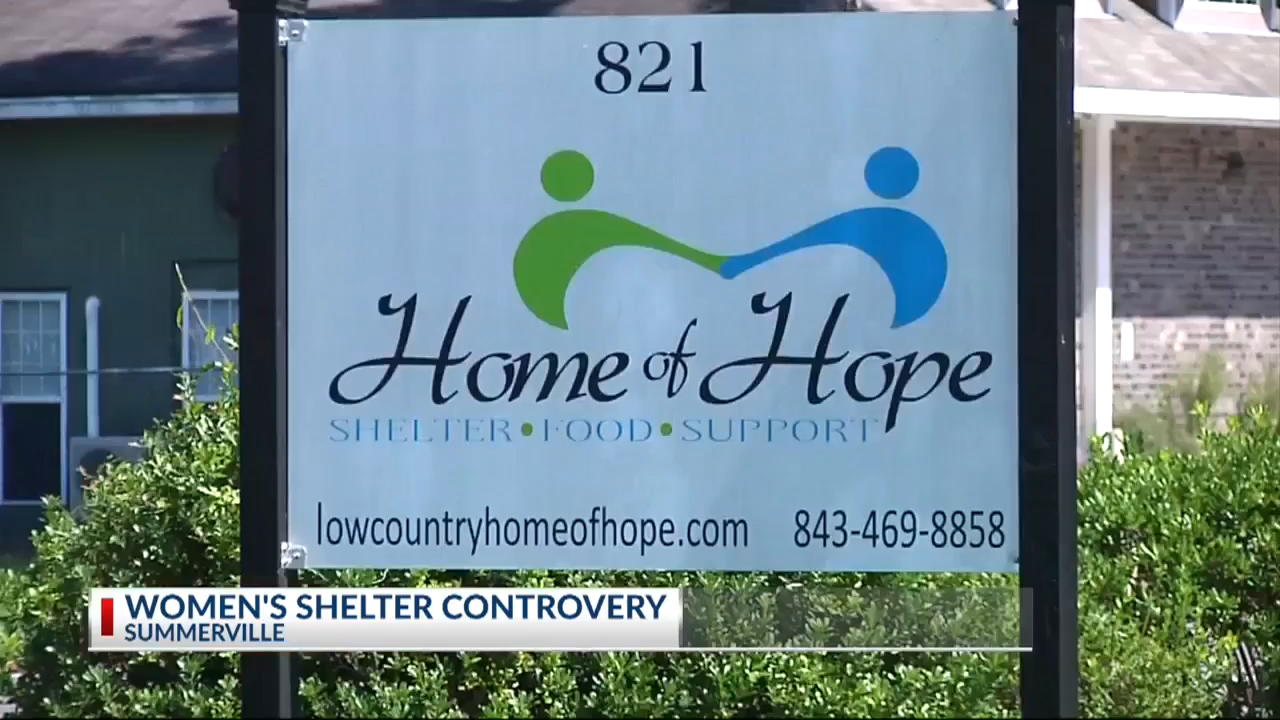 821
Home of Hope
SHELTER • FOOD • SUPPORT
lowcountryhomeofhope.com 843-469-8858
WOMEN'S SHELTER CONTROVERY
SUMMERVILLE